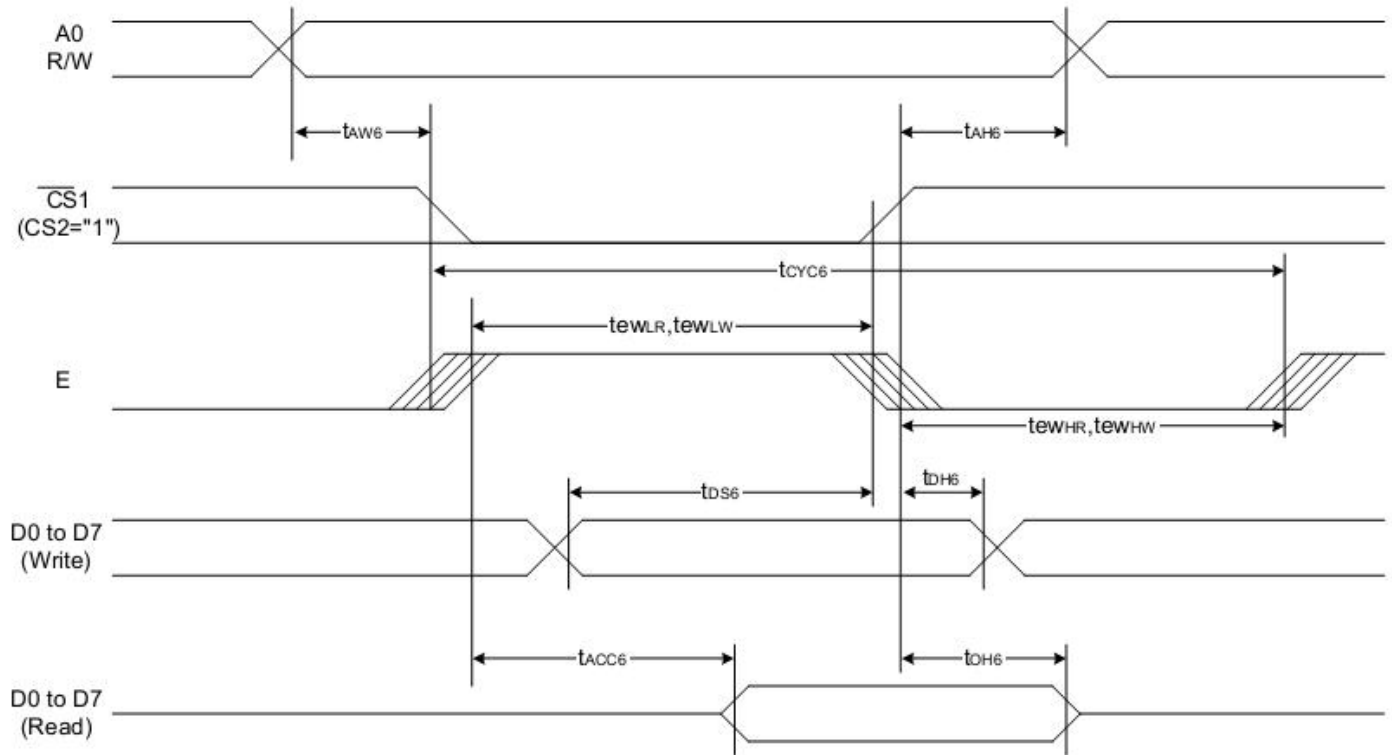 A0
R/W
tAW6
tAH6
CS1
(CS2="1")
tCYC6
tewLR,tewLW
E
tewHR,tewHW
tDS6
tDH6
D0 to D7
(Write)
tACC6
tOH6
D0 to D7
(Read)